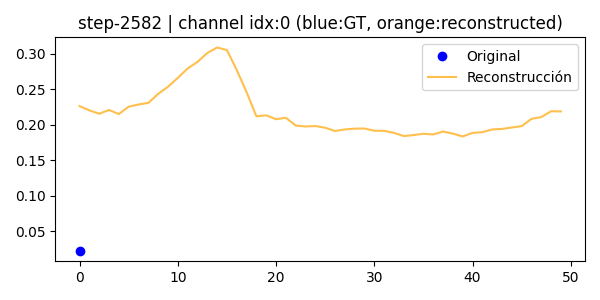 step-2582 | channel idx:0 (blue:GT, orange:reconstructed)
Original
Reconstrucción
0.30
0.25
0.20
0.15
0.10
0.05
0 10 20 30 40 50